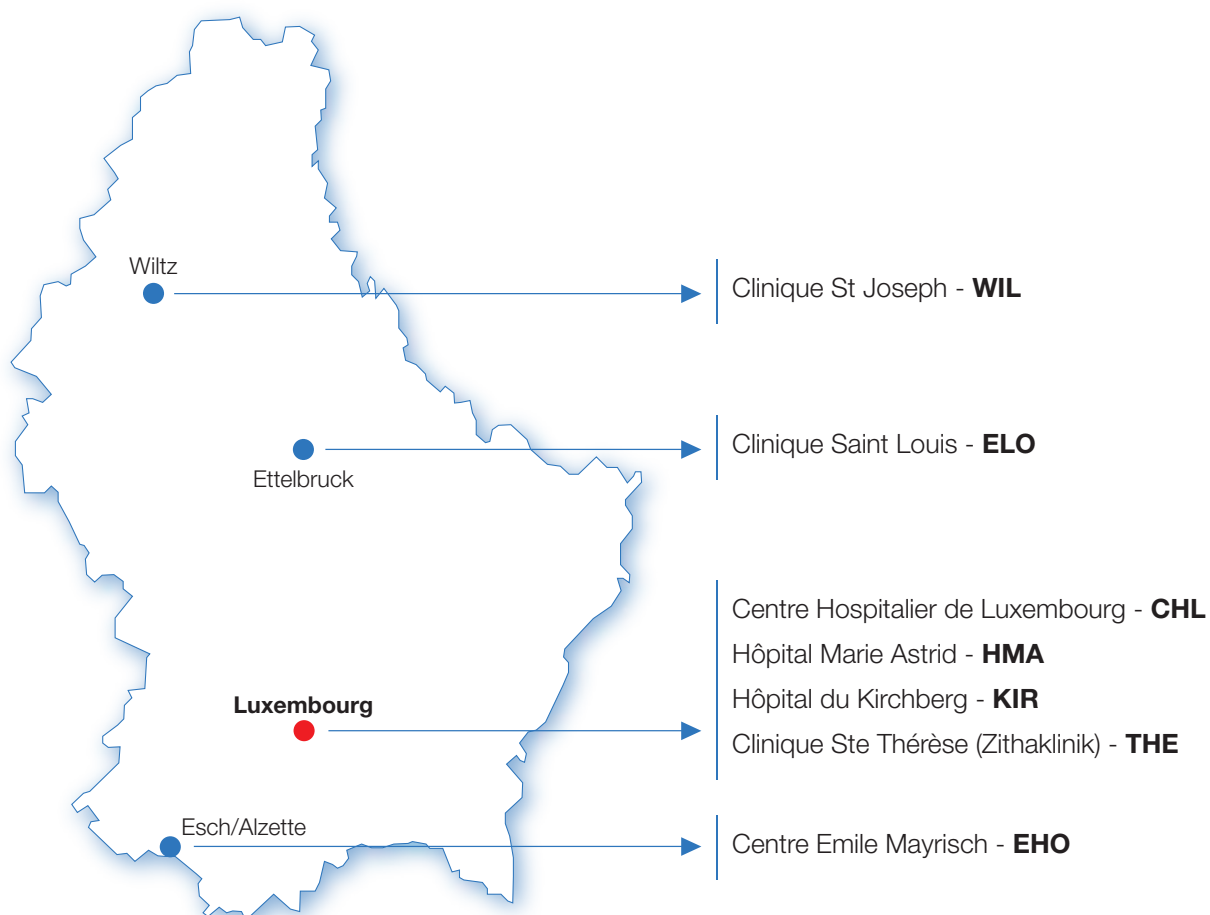 Wiltz
Clinique St Joseph - WIL
Clinique Saint Louis - ELO
Ettelbruck
Centre Hospitalier de Luxembourg - CHL
Hôpital Marie Astrid - HMA
Hôpital du Kirchberg - KIR
Luxembourg
Clinique Ste Thérèse (Zithaklinik) - THE
Esch/Alzette
Centre Emile Mayrisch - EHO